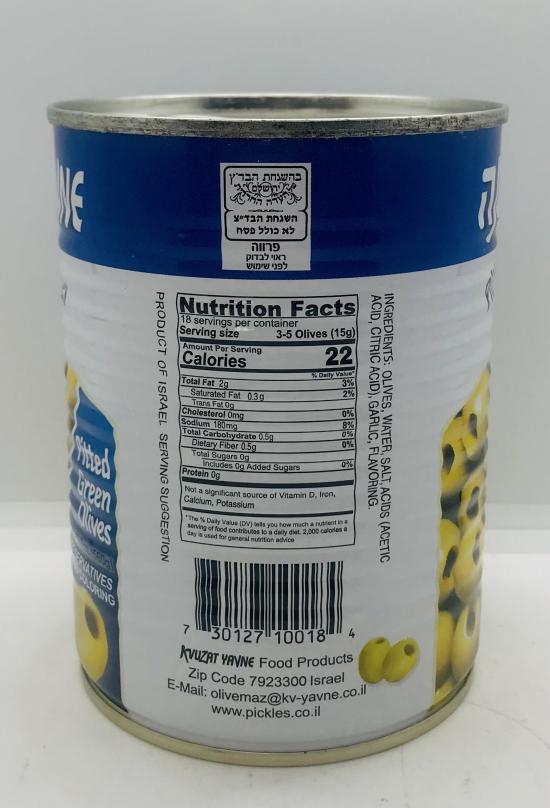 NE
בהשגחת הבד״ץ
ירושלם
השגחת הבד״צ
לא כולל פסח
פרווה
ראוי לבדוק
לפני שימוש
PRODUCT OF ISRAEL SERVING SUGGESTION
Nutrition Facts
18 servings per container
Serving size 3-5 Olives (15g)
Amount Per Serving
Calories 22
% Daily Value*
Total Fat 2g 3%
Saturated Fat 0.3g 2%
Trans Fat 0g
Cholesterol 0mg 0%
Sodium 180mg 8%
Total Carbohydrate 0.5g 0%
Dietary Fiber 0.5g 0%
Total Sugars 0g
Includes 0g Added Sugars 0%
Protein 0g
Not a significant source of Vitamin D, Iron,
Calcium, Potassium
*The % Daily Value (DV) tells you how much a nutrient in a
serving of food contributes to a daily diet. 2,000 calories a
day is used for general nutrition advice
INGREDIENTS: OLIVES, WATER, SALT, ACIDS (ACETIC
ACID, CITRIC ACID), GARLIC, FLAVORING.
Pitted
Green
Olives
ERVATIVES
OLORING
7 30127 10018 4
KVUZAT YAVNE Food Products
Zip Code 7923300 Israel
E-Mail: olivemaz@kv-yavne.co.il
www.pickles.co.il